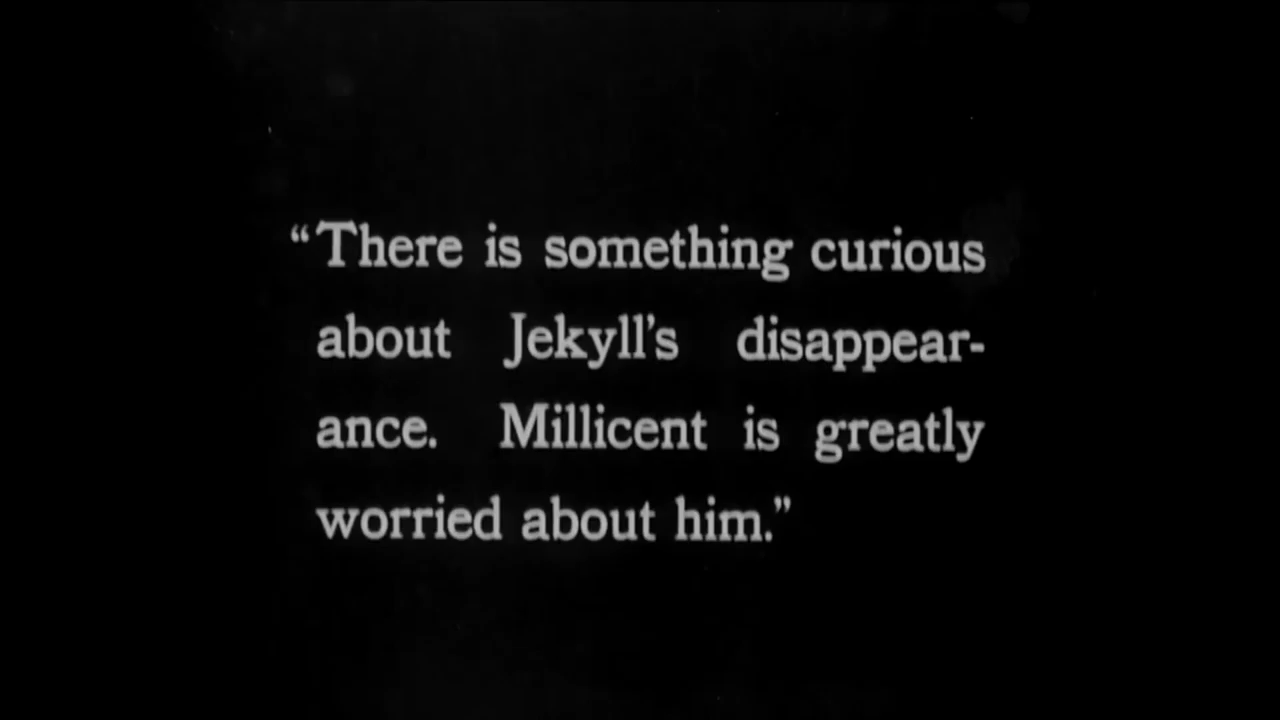 “There is something curious
about Jekyll’s disappear-
ance. Millicent is greatly
worried about him.”